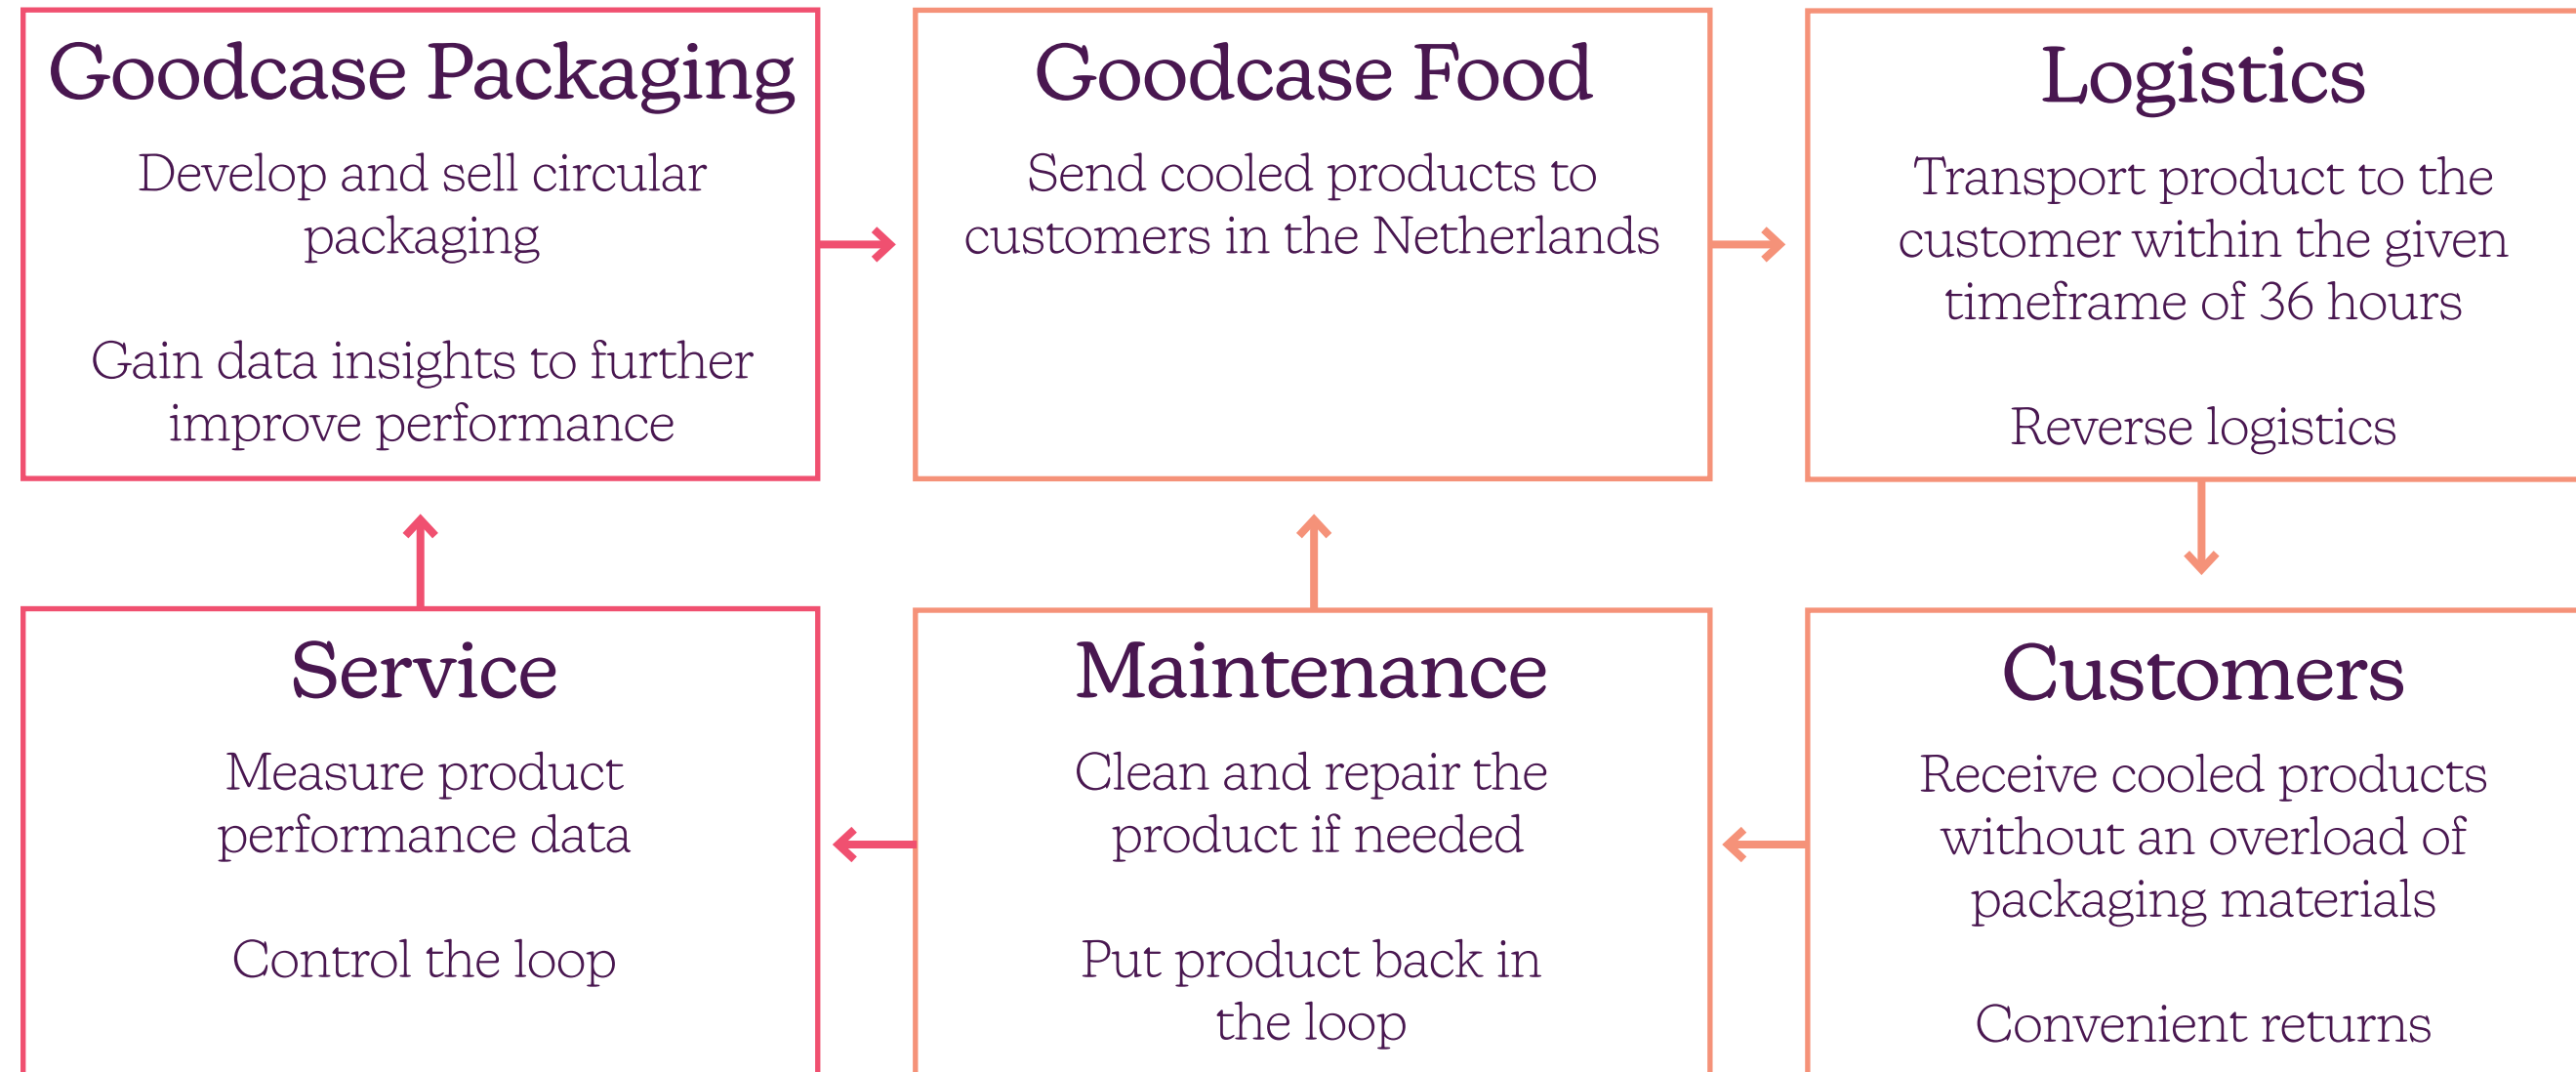 Goodcase Packaging
Develop and sell circular
packaging
Gain data insights to further
improve performance
Goodcase Food
Send cooled products to
customers in the Netherlands
Logistics
Transport product to the
customer within the given
timeframe of 36 hours
Reverse logistics
Service
Measure product
performance data
Control the loop
Maintenance
Clean and repair the
product if needed
Put product back in
the loop
Customers
Receive cooled products
without an overload of
packaging materials
Convenient returns